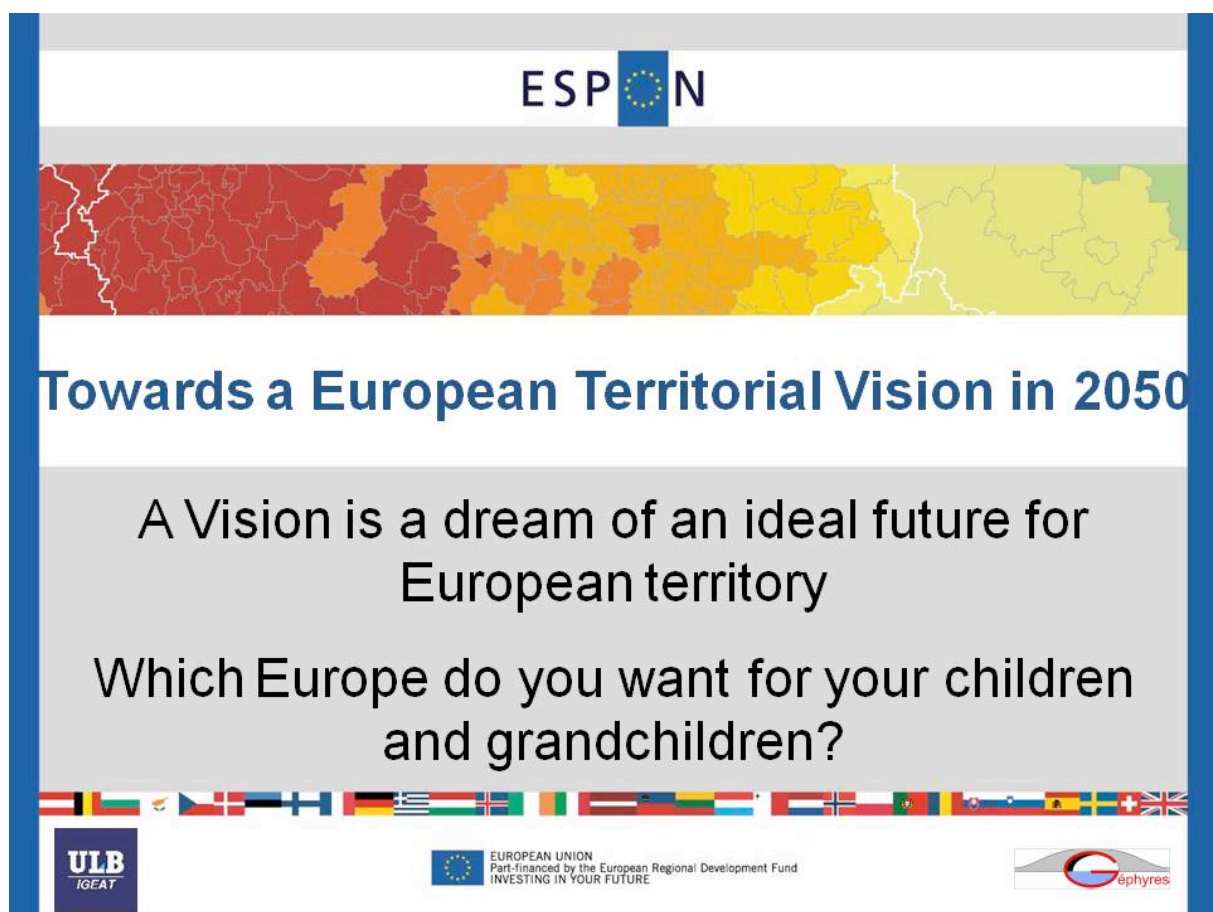 ESPON
Towards a European Territorial Vision in 2050
A Vision is a dream of an ideal future for
European territory
Which Europe do you want for your children
and grandchildren?
ULB
IGEAT
EUROPEAN UNION
Part-financed by the European Regional Development Fund
INVESTING IN YOUR FUTURE
Géphyres